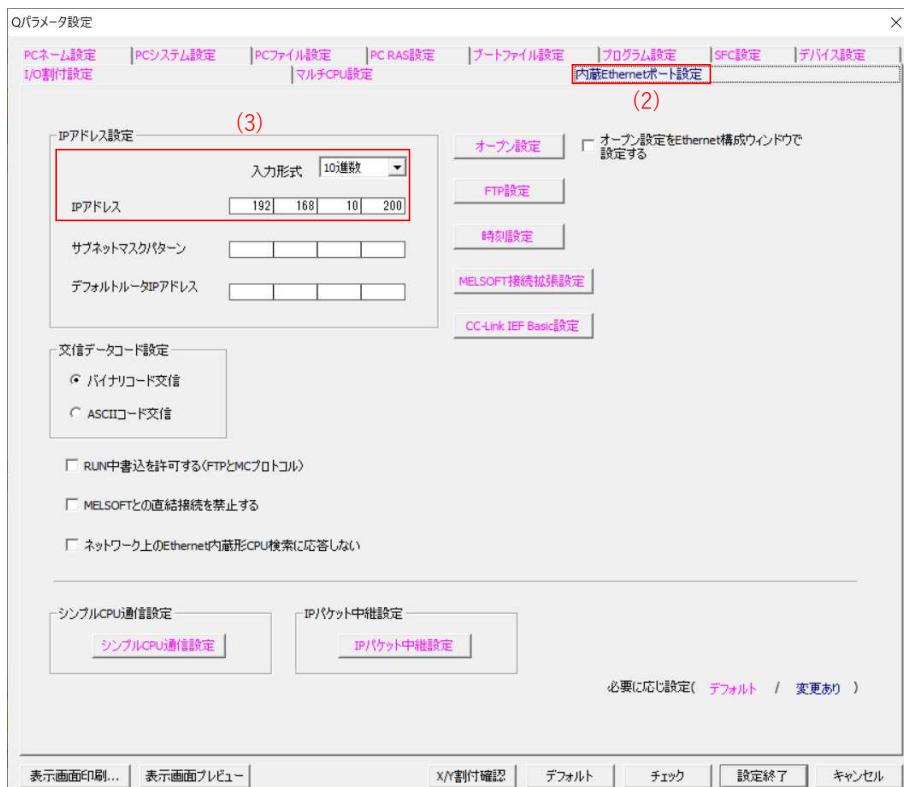 Qパラメータ設定
PCネーム設定 PCシステム設定 PCファイル設定 PC RAS設定 ブートファイル設定 プログラム設定 SFC設定 デバイス設定
I/O割付設定 マルチCPU設定 内蔵Ethernetポート設定
(2)
(3)
IPアドレス設定
入力形式 10進数
IPアドレス 192 168 10 200
サブネットマスクパターン
デフォルトルータIPアドレス
オープン設定
オープン設定をEthernet構成ウィンドウで
設定する
FTP設定
時刻設定
MELSOFT接続拡張設定
CC-Link IEF Basic設定
交信データコード設定
バイナリコード交信
ASCIIコード交信
RUN中書込を許可する(FTPとMCプロトコル)
MELSOFTとの直結接続を禁止する
ネットワーク上のEthernet内蔵形CPU検索に応答しない
シンプルCPU通信設定
シンプルCPU通信設定
IPパケット中継設定
IPパケット中継設定
必要に応じ設定( デフォルト / 変更あり )
表示画面印刷... 表示画面プレビュー X/Y割付確認 デフォルト チェック 設定終了 キャンセル